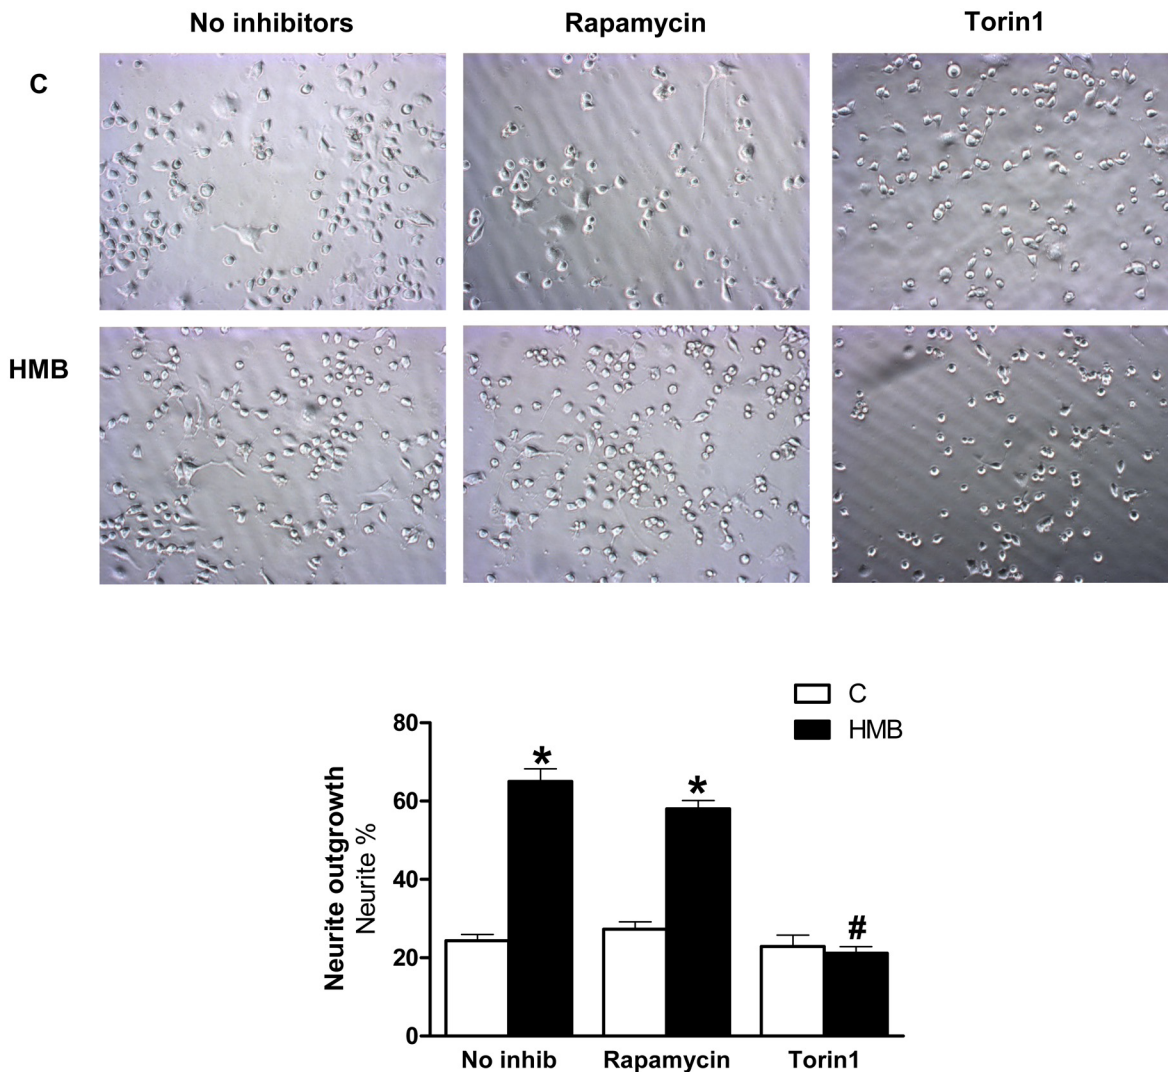 No inhibitors Rapamycin Torin1
C
HMB
C
HMB
Neurite outgrowth
Neurite %
80
60
40
20
0
*
*
#
No inhib Rapamycin Torin1